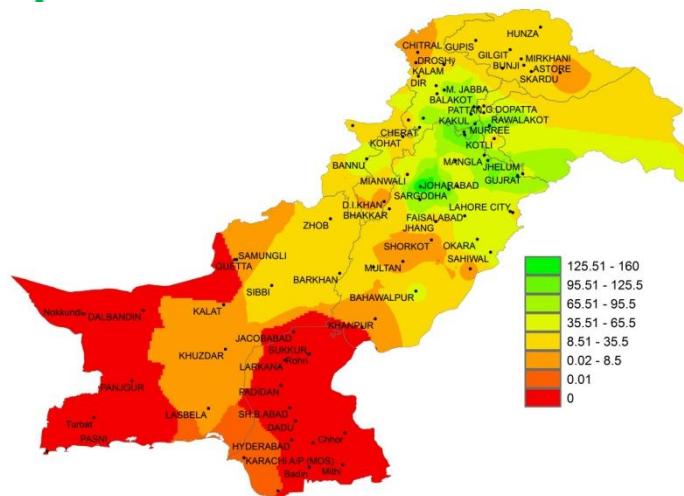 HUNZA
CHITRAL
GUPIS
GILGIT
DROSHy
MIRKHANI
KALAM
BUNJI
ASTORE
SKARDU
DIR
M. JABBA
BALAKOT
PATTAN
G.DOPATTA
KAKUL
RAWALAKOT
CHERAT
MURREE
KOHAT
KOTLI
BANNU
MANGLA
JHELUM
MIANWALI
JOHARABAD
GUJRAT
SARGODHA
D.I.KHAN
BHAKKAR
LAHORE CITY
ZHOB
FAISALABAD
JHANG
SHORKOT
OKARA
SAMUNGLI
QUETTA
SAHIWAL
BARKHAN
MULTAN
SIBBI
BAHAWALPUR
Nokkundi
DALBANDIN
KALAT
KHANPUR
JACOBABAD
SUKKUR
KHUZDAR
Rohri
LARKANA
PANJGUR
PADIDAN
LASBELA
SH.B.ABAD
Turbat
DADU
PASNI
HYDERABAD
Chhor
KARACHI A/P (MOS)
Badin
Mithi
125.51 - 160
95.51 - 125.5
65.51 - 95.5
35.51 - 65.5
8.51 - 35.5
0.02 - 8.5
0.01
0